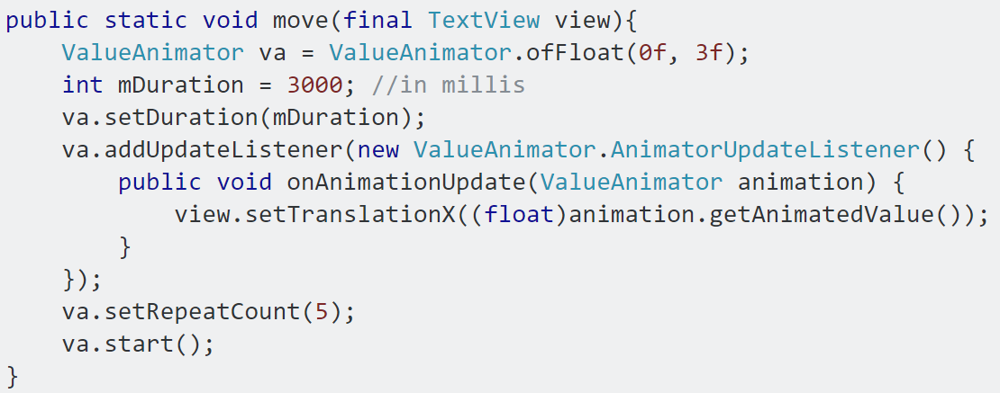 public static void move(final TextView view){
    ValueAnimator va = ValueAnimator.ofFloat(0f, 3f);
    int mDuration = 3000; //in millis
    va.setDuration(mDuration);
    va.addUpdateListener(new ValueAnimator.AnimatorUpdateListener() {
        public void onAnimationUpdate(ValueAnimator animation) {
            view.setTranslationX((float)animation.getAnimatedValue());
        }
    });
    va.setRepeatCount(5);
    va.start();
}